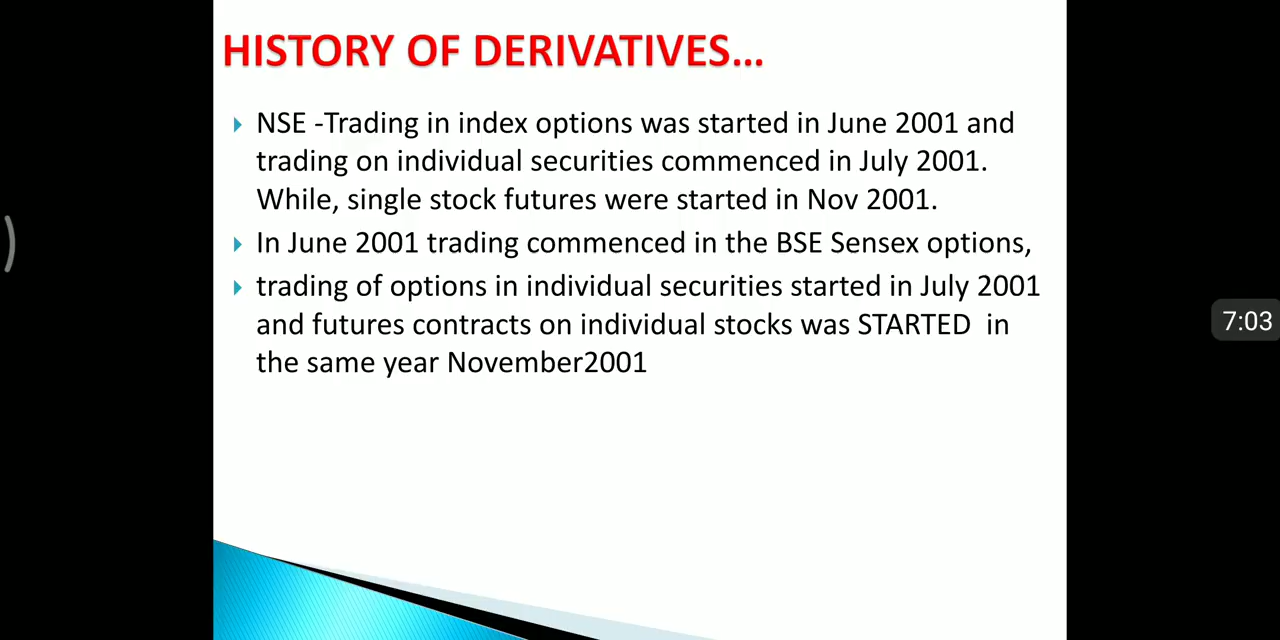 HISTORY OF DERIVATIVES...
NSE -Trading in index options was started in June 2001 and
trading on individual securities commenced in July 2001.
While, single stock futures were started in Nov 2001.
In June 2001 trading commenced in the BSE Sensex options,
trading of options in individual securities started in July 2001
and futures contracts on individual stocks was STARTED in
the same year November2001
7:03